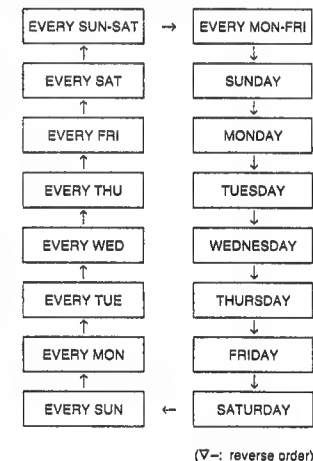 EVERY SUN-SAT → EVERY MON-FRI
↑ ↓
EVERY SAT SUNDAY
↑ ↓
EVERY FRI MONDAY
↑ ↓
EVERY THU TUESDAY
↑ ↓
EVERY WED WEDNESDAY
↑ ↓
EVERY TUE THURSDAY
↑ ↓
EVERY MON FRIDAY
↑ ↓
EVERY SUN ← SATURDAY
(∇–: reverse order)